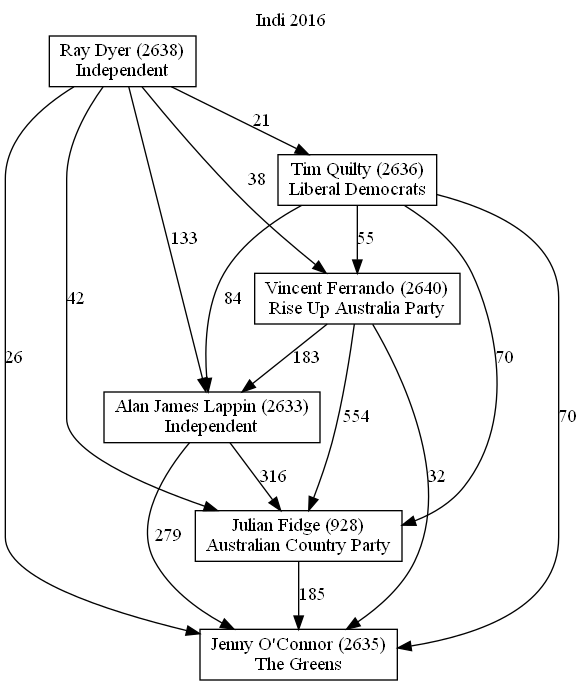 Indi 2016
Ray Dyer (2638)
Independent
21
Tim Quilty (2636)
Liberal Democrats
38
133
55
Vincent Ferrando (2640)
Rise Up Australia Party
84
42
26
183
70
554
70
Alan James Lappin (2633)
Independent
316
32
279
Julian Fidge (928)
Australian Country Party
185
Jenny O'Connor (2635)
The Greens